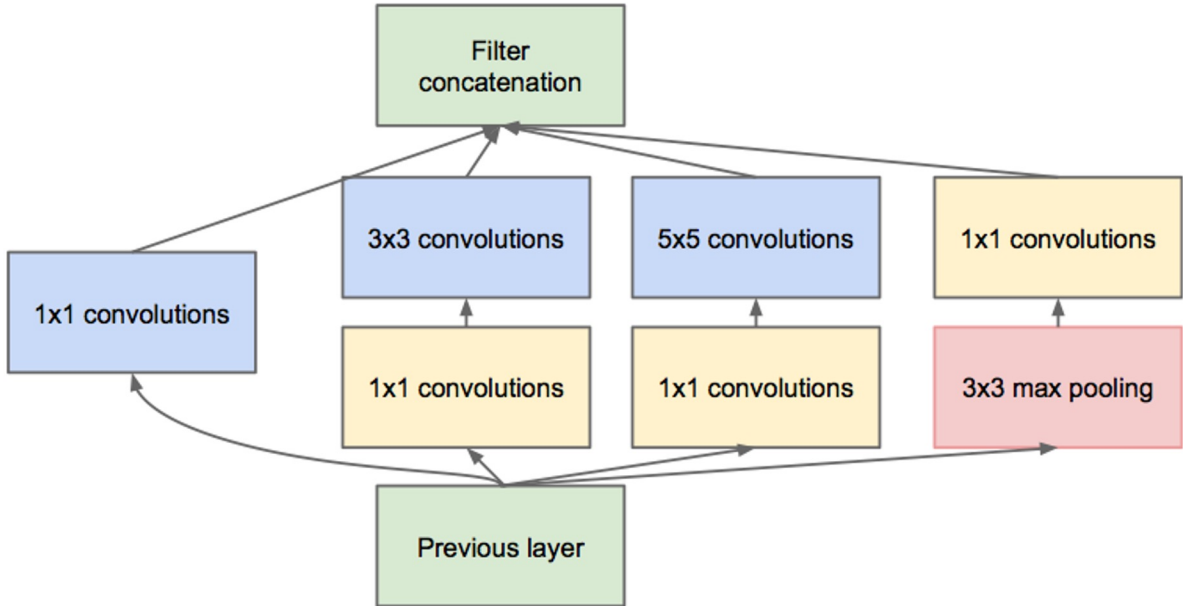 Filter
concatenation
3x3 convolutions
5x5 convolutions
1x1 convolutions
1x1 convolutions
1x1 convolutions
1x1 convolutions
3x3 max pooling
Previous layer